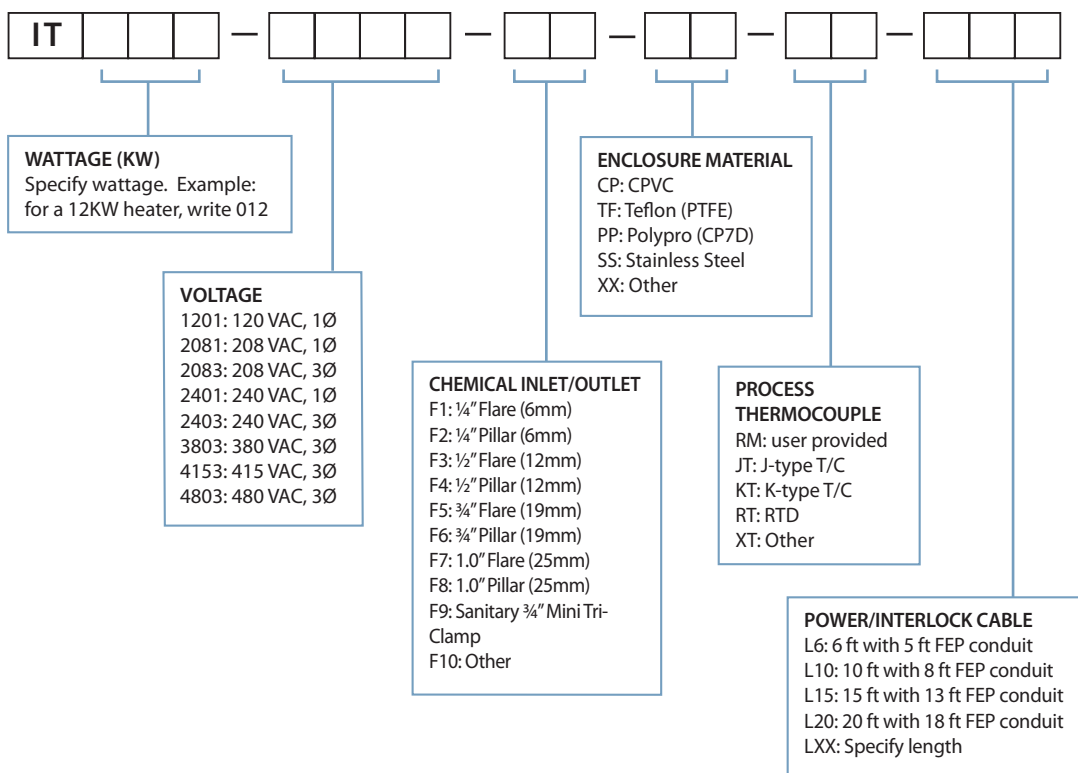 IT — — — — —
WATTAGE (KW)
Specify wattage. Example:
for a 12KW heater, write 012
VOLTAGE
1201: 120 VAC, 1Ø
2081: 208 VAC, 1Ø
2083: 208 VAC, 3Ø
2401: 240 VAC, 1Ø
2403: 240 VAC, 3Ø
3803: 380 VAC, 3Ø
4153: 415 VAC, 3Ø
4803: 480 VAC, 3Ø
CHEMICAL INLET/OUTLET
F1: ¼” Flare (6mm)
F2: ¼” Pillar (6mm)
F3: ½” Flare (12mm)
F4: ½” Pillar (12mm)
F5: ¾” Flare (19mm)
F6: ¾” Pillar (19mm)
F7: 1.0” Flare (25mm)
F8: 1.0” Pillar (25mm)
F9: Sanitary ¾” Mini Tri-
Clamp
F10: Other
ENCLOSURE MATERIAL
CP: CPVC
TF: Teflon (PTFE)
PP: Polypro (CP7D)
SS: Stainless Steel
XX: Other
PROCESS
THERMOCOUPLE
RM: user provided
JT: J-type T/C
KT: K-type T/C
RT: RTD
XT: Other
POWER/INTERLOCK CABLE
L6: 6 ft with 5 ft FEP conduit
L10: 10 ft with 8 ft FEP conduit
L15: 15 ft with 13 ft FEP conduit
L20: 20 ft with 18 ft FEP conduit
LXX: Specify length